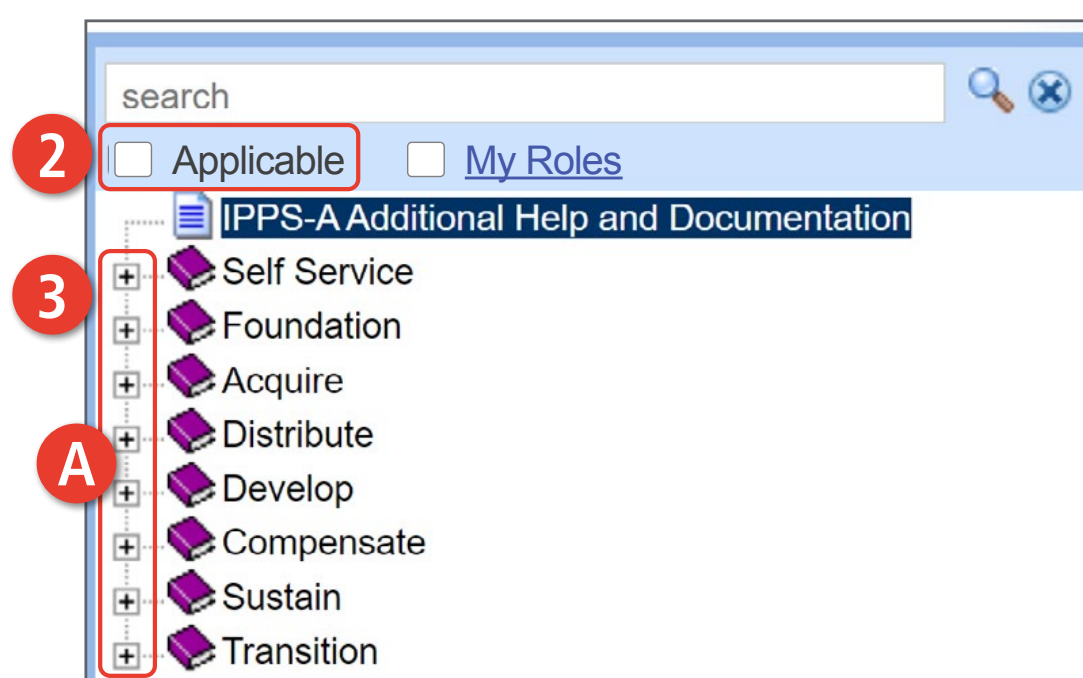 search
2 Applicable My Roles
IPPS-A Additional Help and Documentation
3 Self Service
Foundation
Acquire
Distribute
A
Develop
Compensate
Sustain
Transition